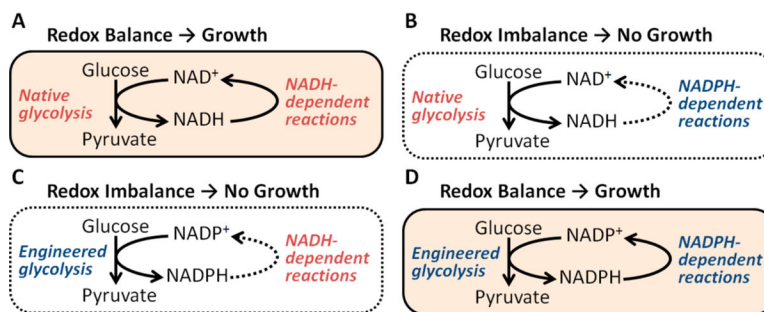 A
Redox Balance → Growth
Glucose
NAD+
Native
glycolysis
NADH-
dependent
reactions
NADH
Pyruvate
B
Redox Imbalance → No Growth
Glucose
NAD+
Native
glycolysis
NADPH-
dependent
reactions
NADH
Pyruvate
C
Redox Imbalance → No Growth
Glucose
NADP+
Engineered
glycolysis
NADH-
dependent
reactions
NADPH
Pyruvate
D
Redox Balance → Growth
Glucose
NADP+
Engineered
glycolysis
NADPH-
dependent
reactions
NADPH
Pyruvate